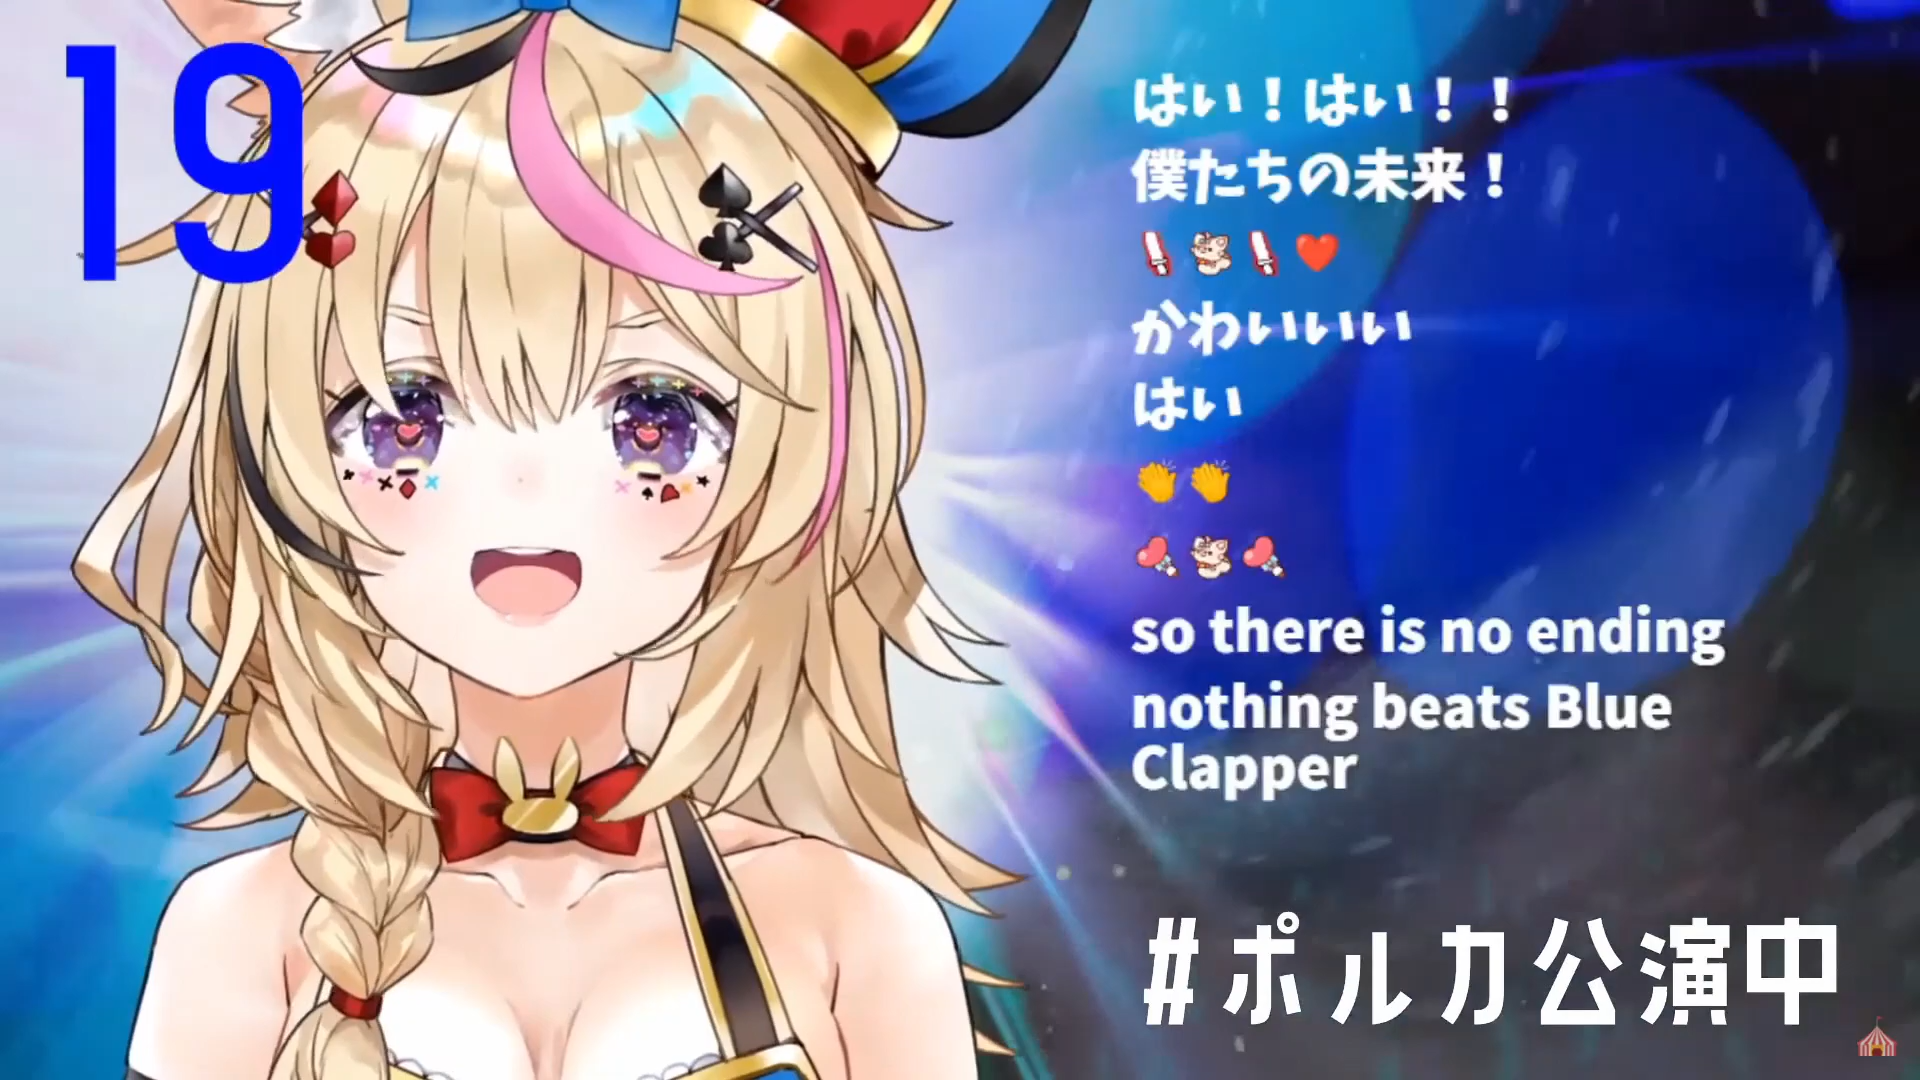 19
はい！はい！！
僕たちの未来！
かわいいいい
はい
so there is no ending
nothing beats Blue
Clapper
#ポルカ公演中